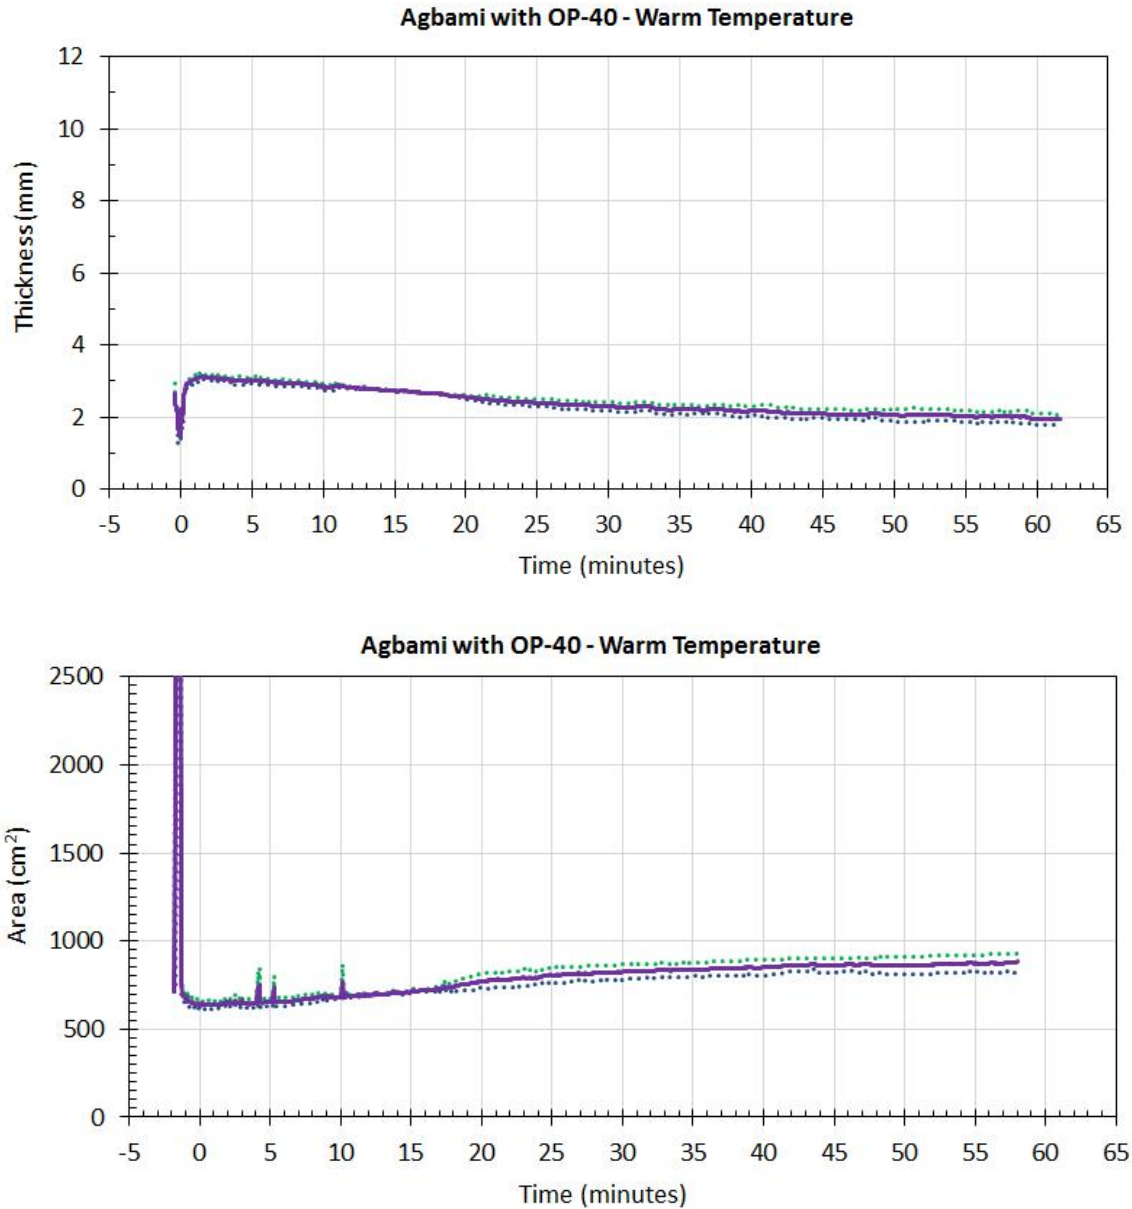 Agbami with OP-40 - Warm Temperature
12
10
8
6
4
2
0
Thickness (mm)
-5 0 5 10 15 20 25 30 35 40 45 50 55 60 65
Time (minutes)
Agbami with OP-40 - Warm Temperature
2500
2000
1500
1000
500
0
Area (cm²)
-5 0 5 10 15 20 25 30 35 40 45 50 55 60 65
Time (minutes)